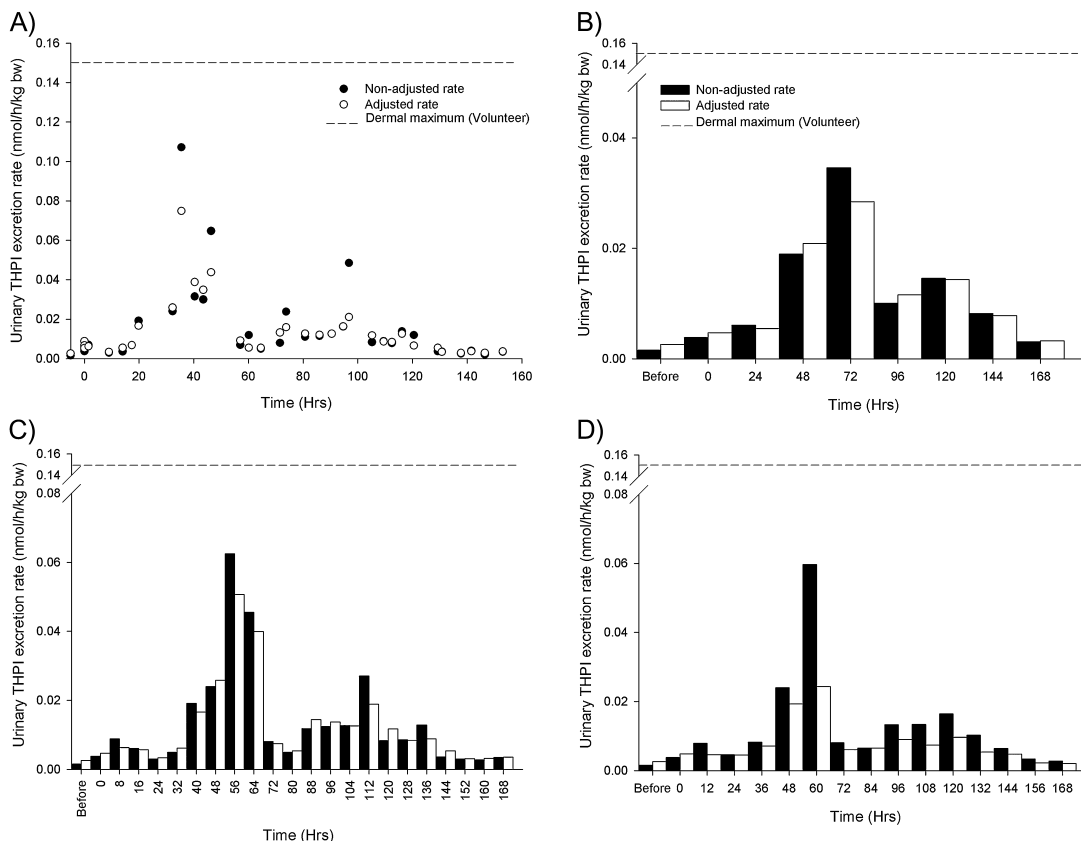 A)
Urinary THPI excretion rate (nmol/h/kg bw)
0.16
0.14
0.12
0.10
0.08
0.06
0.04
0.02
0.00
Non-adjusted rate
Adjusted rate
Dermal maximum (Volunteer)
0 20 40 60 80 100 120 140 160
Time (Hrs)
B)
Urinary THPI excretion rate (nmol/h/kg bw)
0.16
0.14
0.04
0.02
0.00
Non-adjusted rate
Adjusted rate
Dermal maximum (Volunteer)
Before 0 24 48 72 96 120 144 168
Time (Hrs)
C)
Urinary THPI excretion rate (nmol/h/kg bw)
0.16
0.14
0.08
0.06
0.04
0.02
0.00
Before 0 8 16 24 32 40 48 56 64 72 80 88 96 104 112 120 128 136 144 152 160 168
Time (Hrs)
D)
Urinary THPI excretion rate (nmol/h/kg bw)
0.16
0.14
0.08
0.06
0.04
0.02
0.00
Before 0 12 24 36 48 60 72 84 96 108 120 132 144 156 168
Time (Hrs)